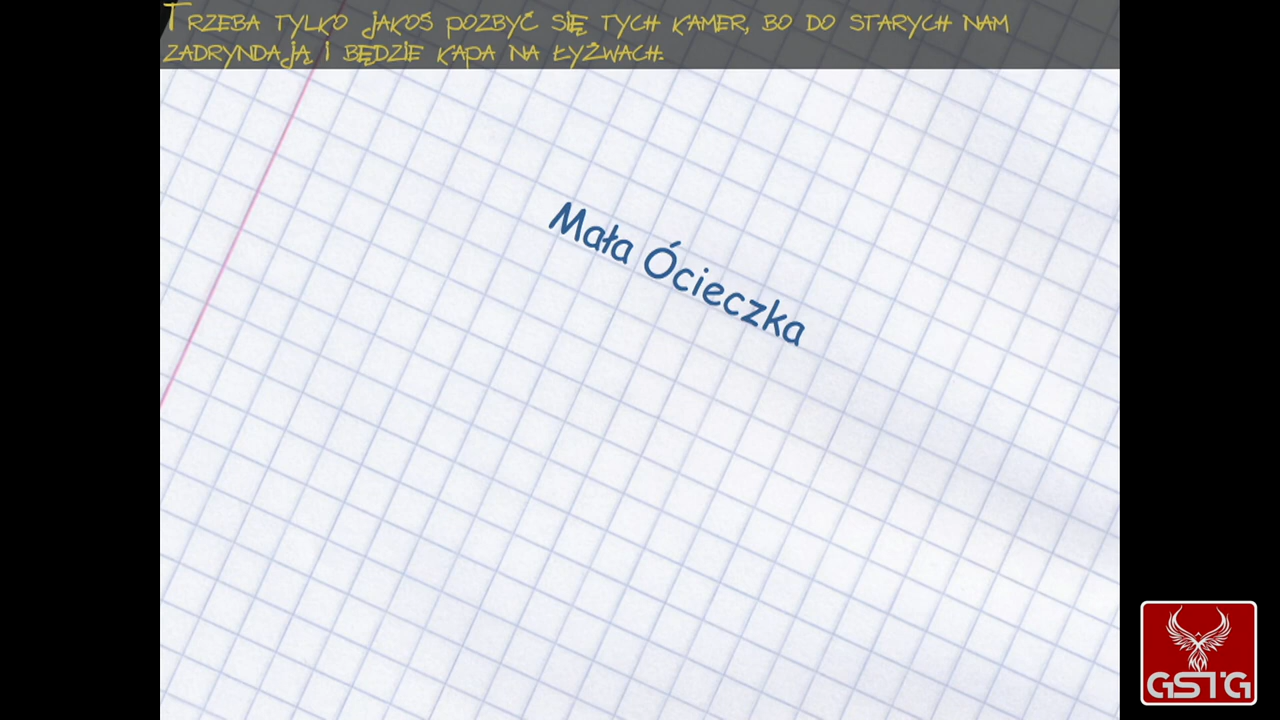 Trzeba tylko jakoś pozbyć się tych kamer, bo do starych nam
zadryndają i będzie kapa na łyżwach.
Mała Ócieczka
GSTG